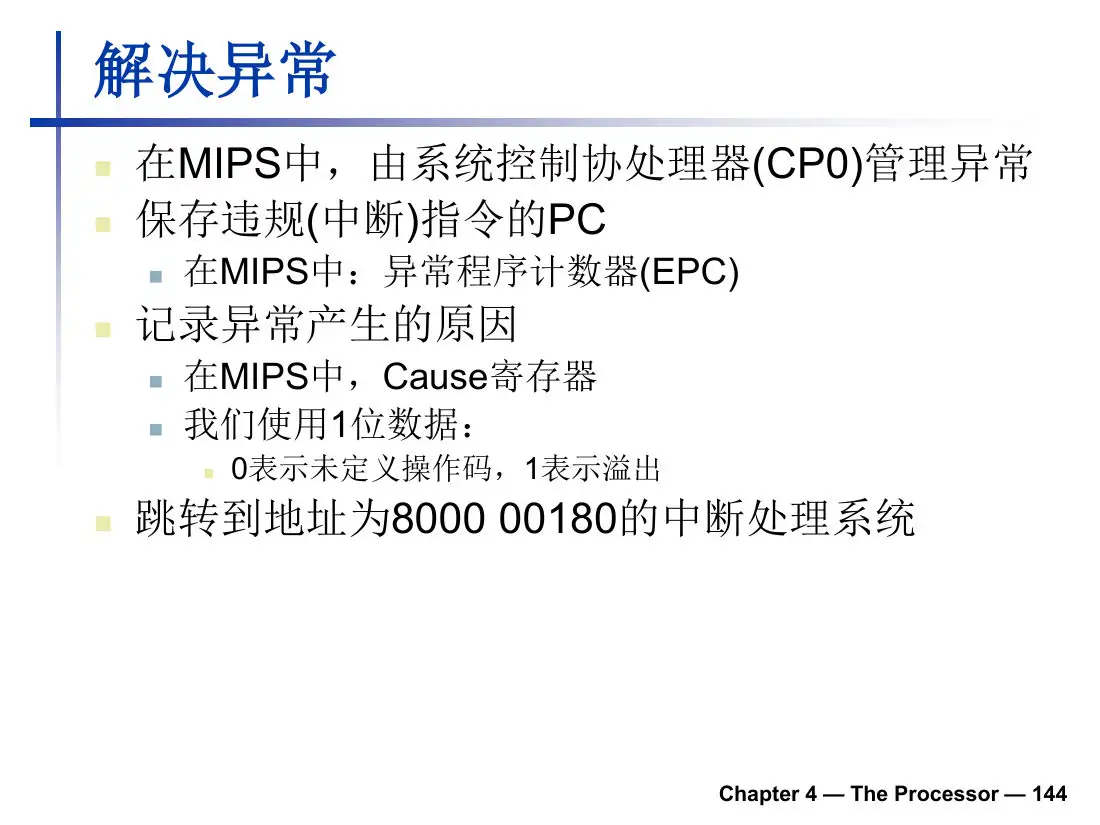 解决异常
在MIPS中，由系统控制协处理器(CP0)管理异常
保存违规(中断)指令的PC
在MIPS中：异常程序计数器(EPC)
记录异常产生的原因
在MIPS中，Cause寄存器
我们使用1位数据：
0表示未定义操作码，1表示溢出
跳转到地址为8000 00180的中断处理系统
Chapter 4 — The Processor — 144